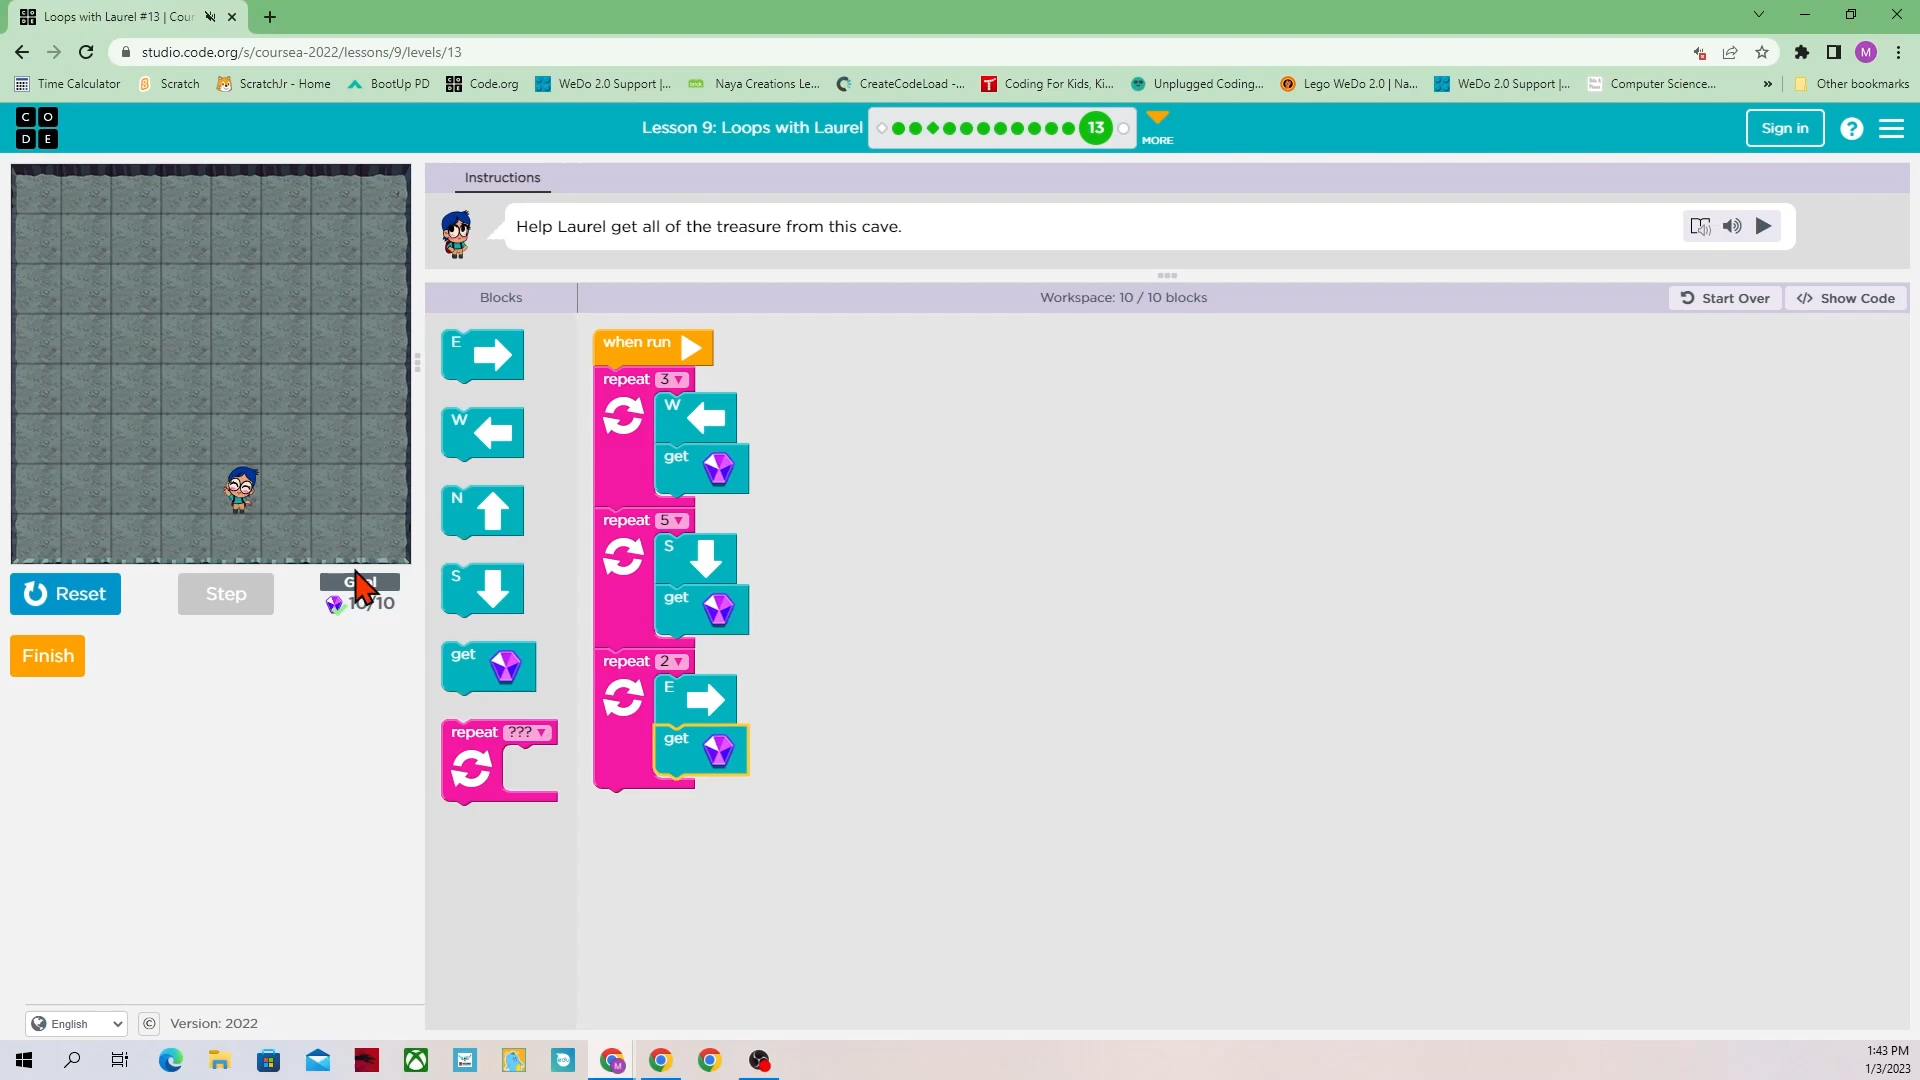 Loops with Laurel #13 | Cour
studio.code.org/s/coursea-2022/lessons/9/levels/13
M
Time Calculator
Scratch
ScratchJr - Home
BootUp PD
Code.org
WeDo 2.0 Support |...
Naya Creations Le...
CreateCodeLoad -...
Coding For Kids, Ki...
Unplugged Coding...
Lego WeDo 2.0 | Na...
WeDo 2.0 Support |...
Computer Science...
»
Other bookmarks
C O
D E
Lesson 9: Loops with Laurel
13
MORE
Sign in
?
Instructions
Help Laurel get all of the treasure from this cave.
Blocks
Workspace: 10 / 10 blocks
Start Over
</> Show Code
E
W
N
S
get
repeat ???
when run
repeat 3
W
get
repeat 5
S
get
repeat 2
E
get
Reset
Step
10/10
Finish
English
©
Version: 2022
edu
M
1:43 PM
1/3/2023